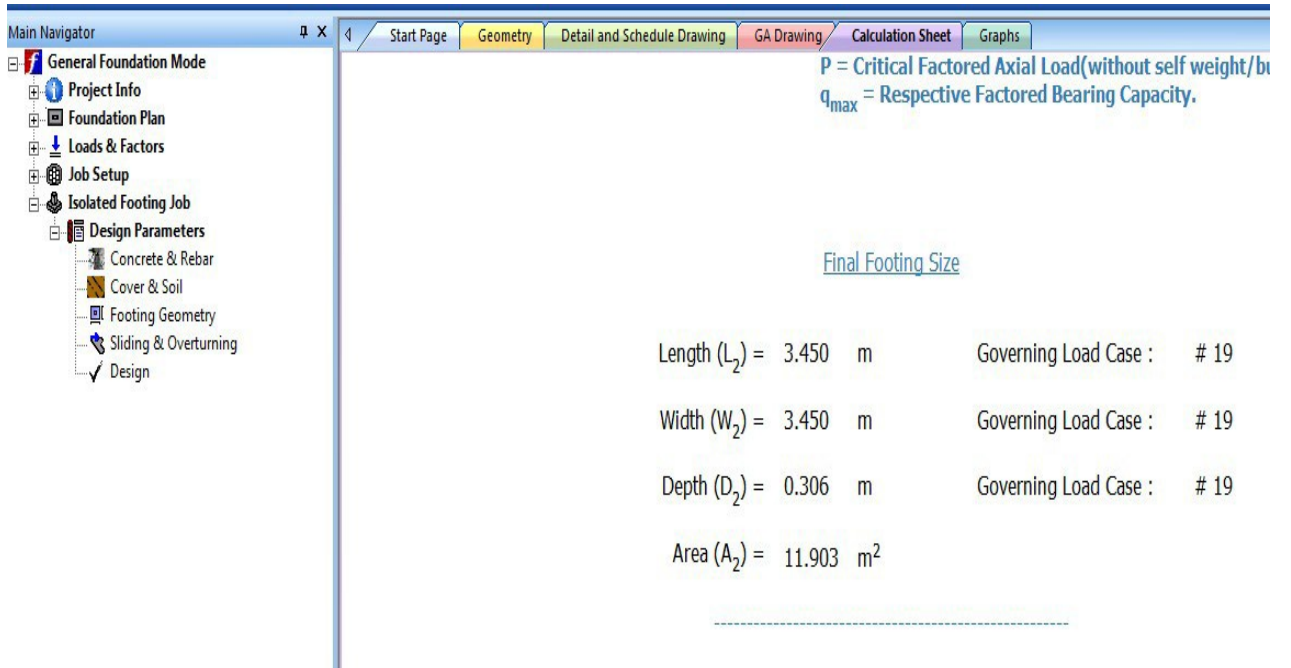 Main Navigator
General Foundation Mode
Project Info
Foundation Plan
Loads & Factors
Job Setup
Isolated Footing Job
Design Parameters
Concrete & Rebar
Cover & Soil
Footing Geometry
Sliding & Overturning
Design
Start Page Geometry Detail and Schedule Drawing GA Drawing Calculation Sheet Graphs
P = Critical Factored Axial Load(without self weight/bu
qmax = Respective Factored Bearing Capacity.
Final Footing Size
Length (L2) = 3.450 m Governing Load Case : # 19
Width (W2) = 3.450 m Governing Load Case : # 19
Depth (D2) = 0.306 m Governing Load Case : # 19
Area (A2) = 11.903 m2